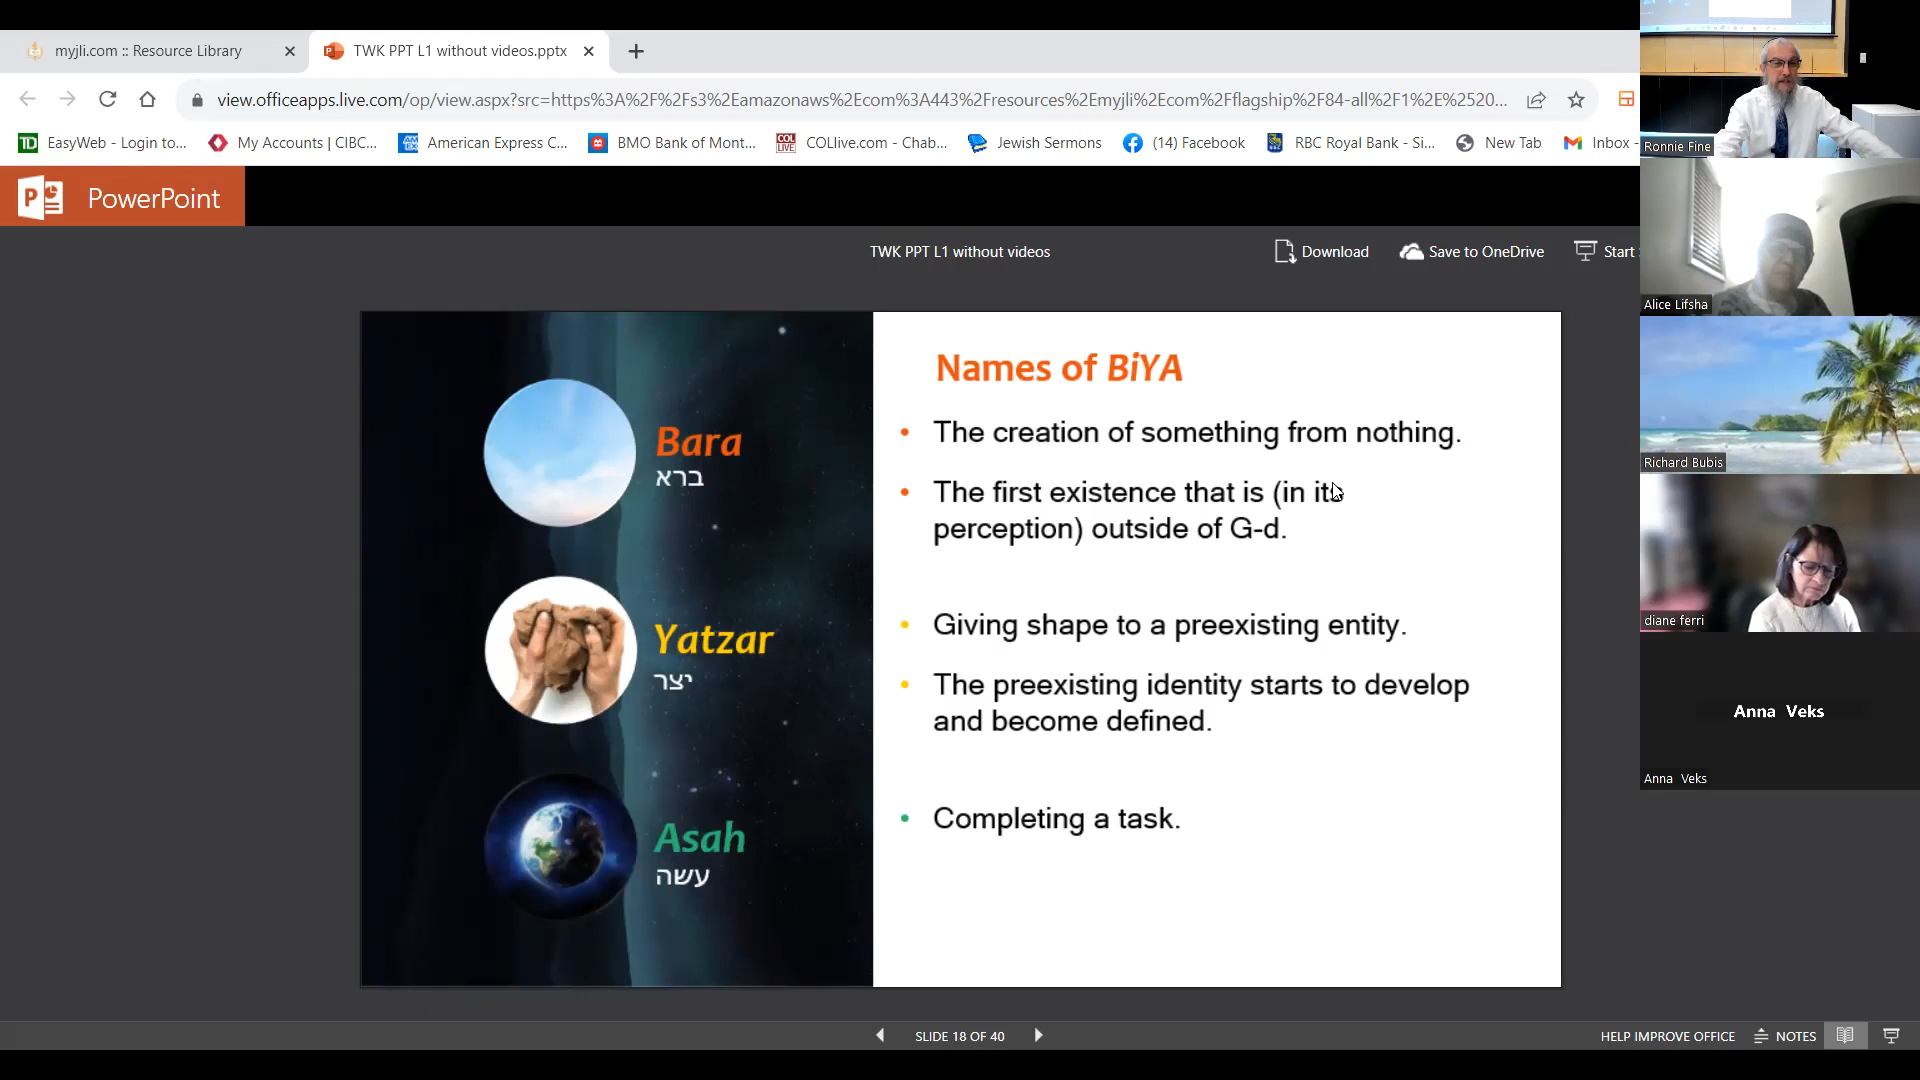 myjli.com :: Resource Library
TWK PPT L1 without videos.pptx
view.officeapps.live.com/op/view.aspx?src=https%3A%2F%2Fs3%2Eamazonaws%2Ecom%3A443%2Fresources%2Emyjli%2Ecom%2Fflagship%2F84-all%2F1%2E%2520...
EasyWeb - Login to...
My Accounts | CIBC...
American Express C...
BMO Bank of Mont...
COLlive.com - Chab...
Jewish Sermons
(14) Facebook
RBC Royal Bank - Si...
New Tab
Inbox -
PowerPoint
TWK PPT L1 without videos
Download
Save to OneDrive
Start
Names of BiYA
Bara
ברא
• The creation of something from nothing.
• The first existence that is (in its
perception) outside of G-d.
Yatzar
יצר
• Giving shape to a preexisting entity.
• The preexisting identity starts to develop
and become defined.
Asah
עשה
• Completing a task.
SLIDE 18 OF 40
HELP IMPROVE OFFICE
NOTES
Ronnie Fine
Alice Lifsha
Richard Bubis
diane ferri
Anna Veks
Anna Veks